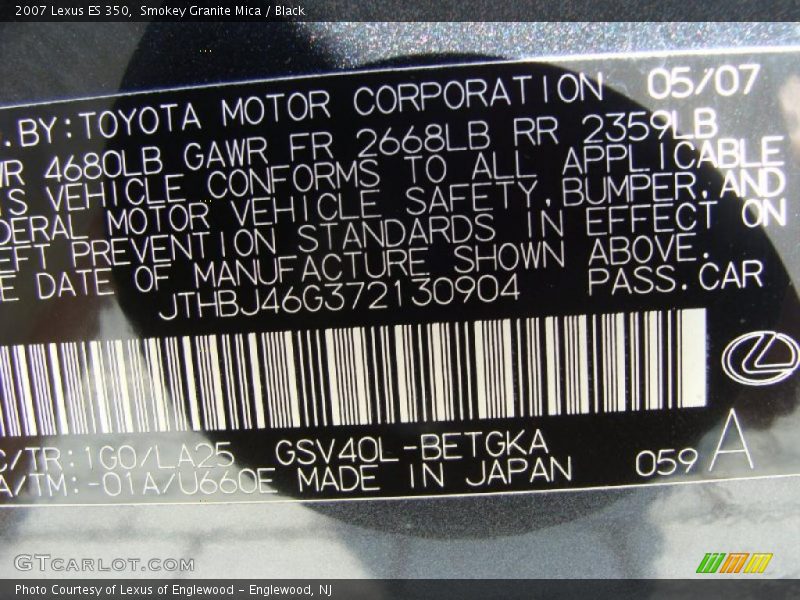 2007 Lexus ES 350, Smokey Granite Mica / Black
.BY:TOYOTA MOTOR CORPORATION 05/07
WR 4680LB GAWR FR 2668LB RR 2359LB
IS VEHICLE CONFORMS TO ALL APPLICABLE
DERAL MOTOR VEHICLE SAFETY, BUMPER, AND
EFT PREVENTION STANDARDS IN EFFECT ON
E DATE OF MANUFACTURE SHOWN ABOVE.
JTHBJ46G372130904 PASS.CAR
C/TR:1G0/LA25 GSV40L-BETGKA
A/TM:-01A/U660E MADE IN JAPAN 059 A
GTCARLOT.COM
Photo Courtesy of Lexus of Englewood – Englewood, NJ